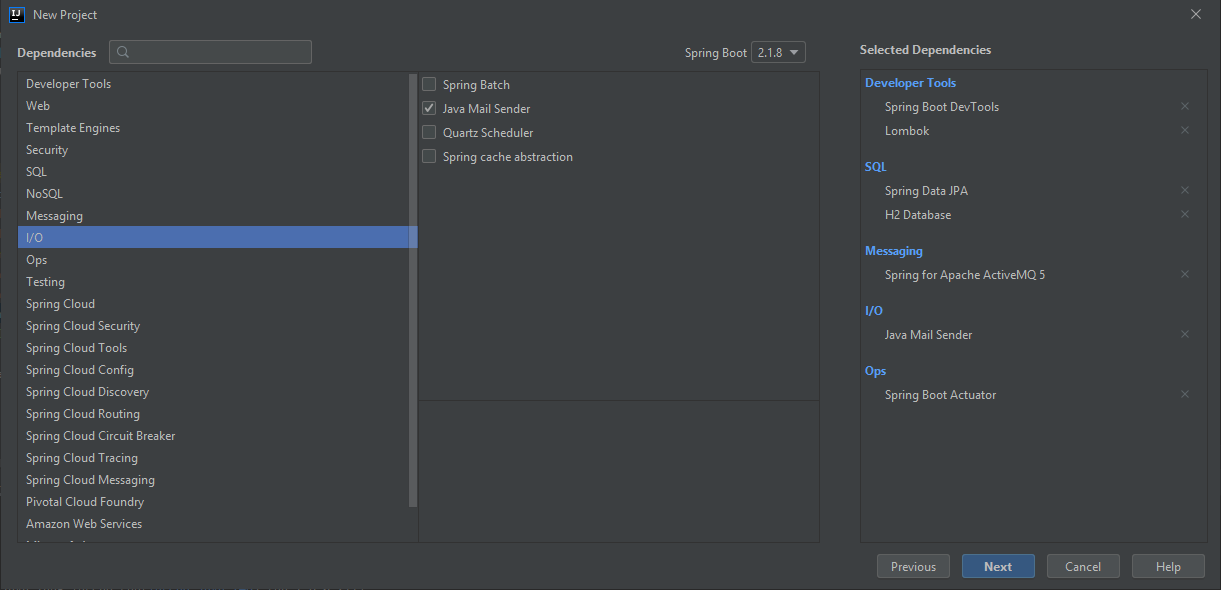 New Project
Dependencies
Spring Boot 2.1.8
Selected Dependencies
Developer Tools
Web
Template Engines
Security
SQL
NoSQL
Messaging
I/O
Ops
Testing
Spring Cloud
Spring Cloud Security
Spring Cloud Tools
Spring Cloud Config
Spring Cloud Discovery
Spring Cloud Routing
Spring Cloud Circuit Breaker
Spring Cloud Tracing
Spring Cloud Messaging
Pivotal Cloud Foundry
Amazon Web Services
Spring Batch
Java Mail Sender
Quartz Scheduler
Spring cache abstraction
Developer Tools
Spring Boot DevTools
Lombok
SQL
Spring Data JPA
H2 Database
Messaging
Spring for Apache ActiveMQ 5
I/O
Java Mail Sender
Ops
Spring Boot Actuator
Previous
Next
Cancel
Help